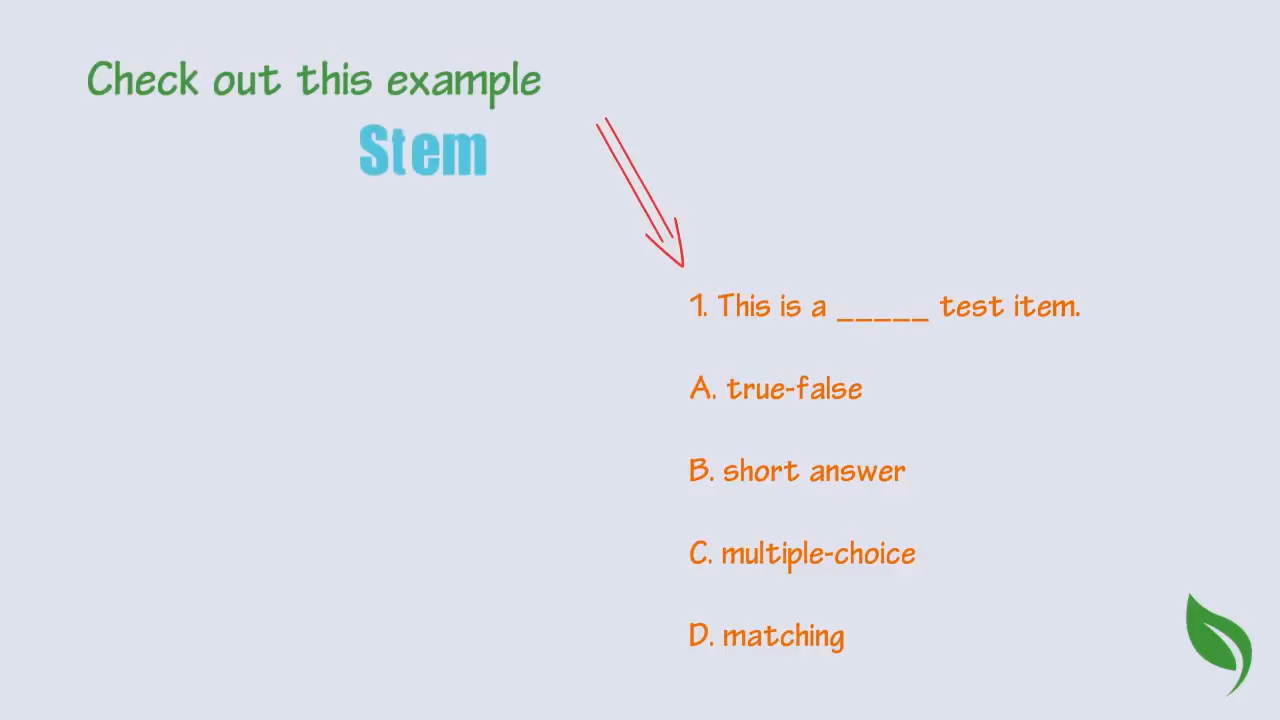 Check out this example
Stem
1. This is a _____ test item.
A. true-false
B. short answer
C. multiple-choice
D. matching